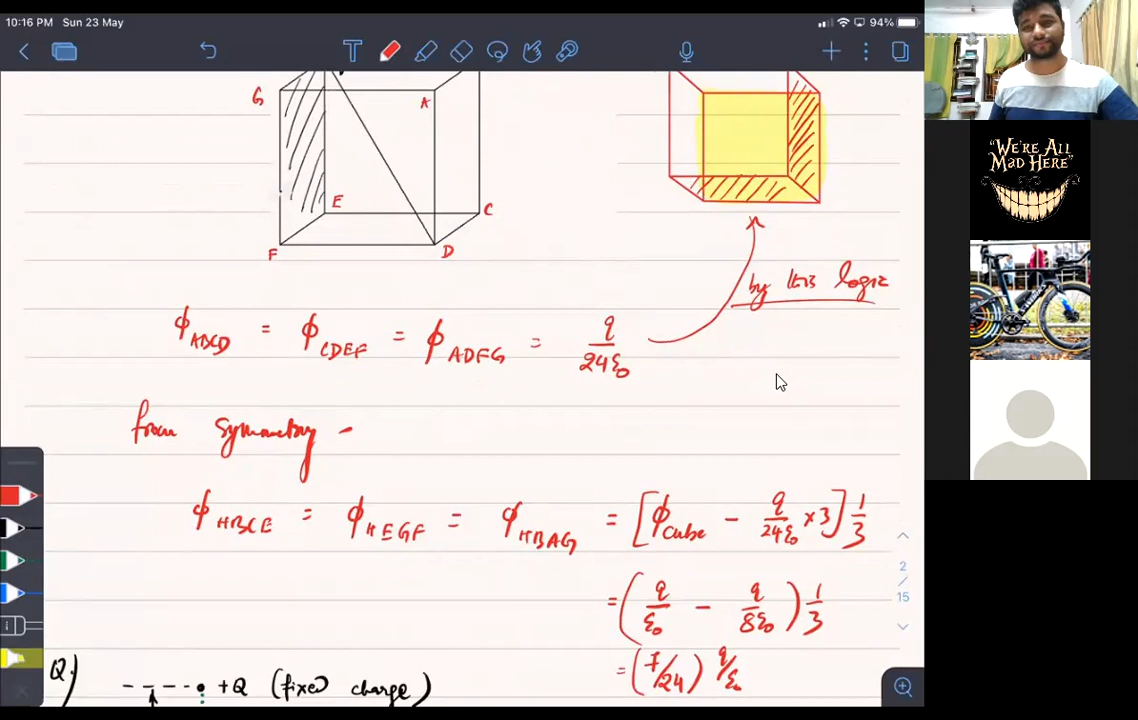 10:16 PM Sun 23 May
94%
T
"WE'RE ALL
MAD HERE"
G
A
E
C
F
D
by this logic
ϕ_ABCD = ϕ_CDEF = ϕ_ADFG = q/24ε₀
from symmetry -
ϕ_HBCE = ϕ_HEGF = ϕ_HBAG = [ϕ_Cube - q/24ε₀ × 3] 1/3
= (q/ε₀ - q/8ε₀) 1/3
= (7/24) q/ε₀
2
/
15
Q.) +Q (fixed charge)